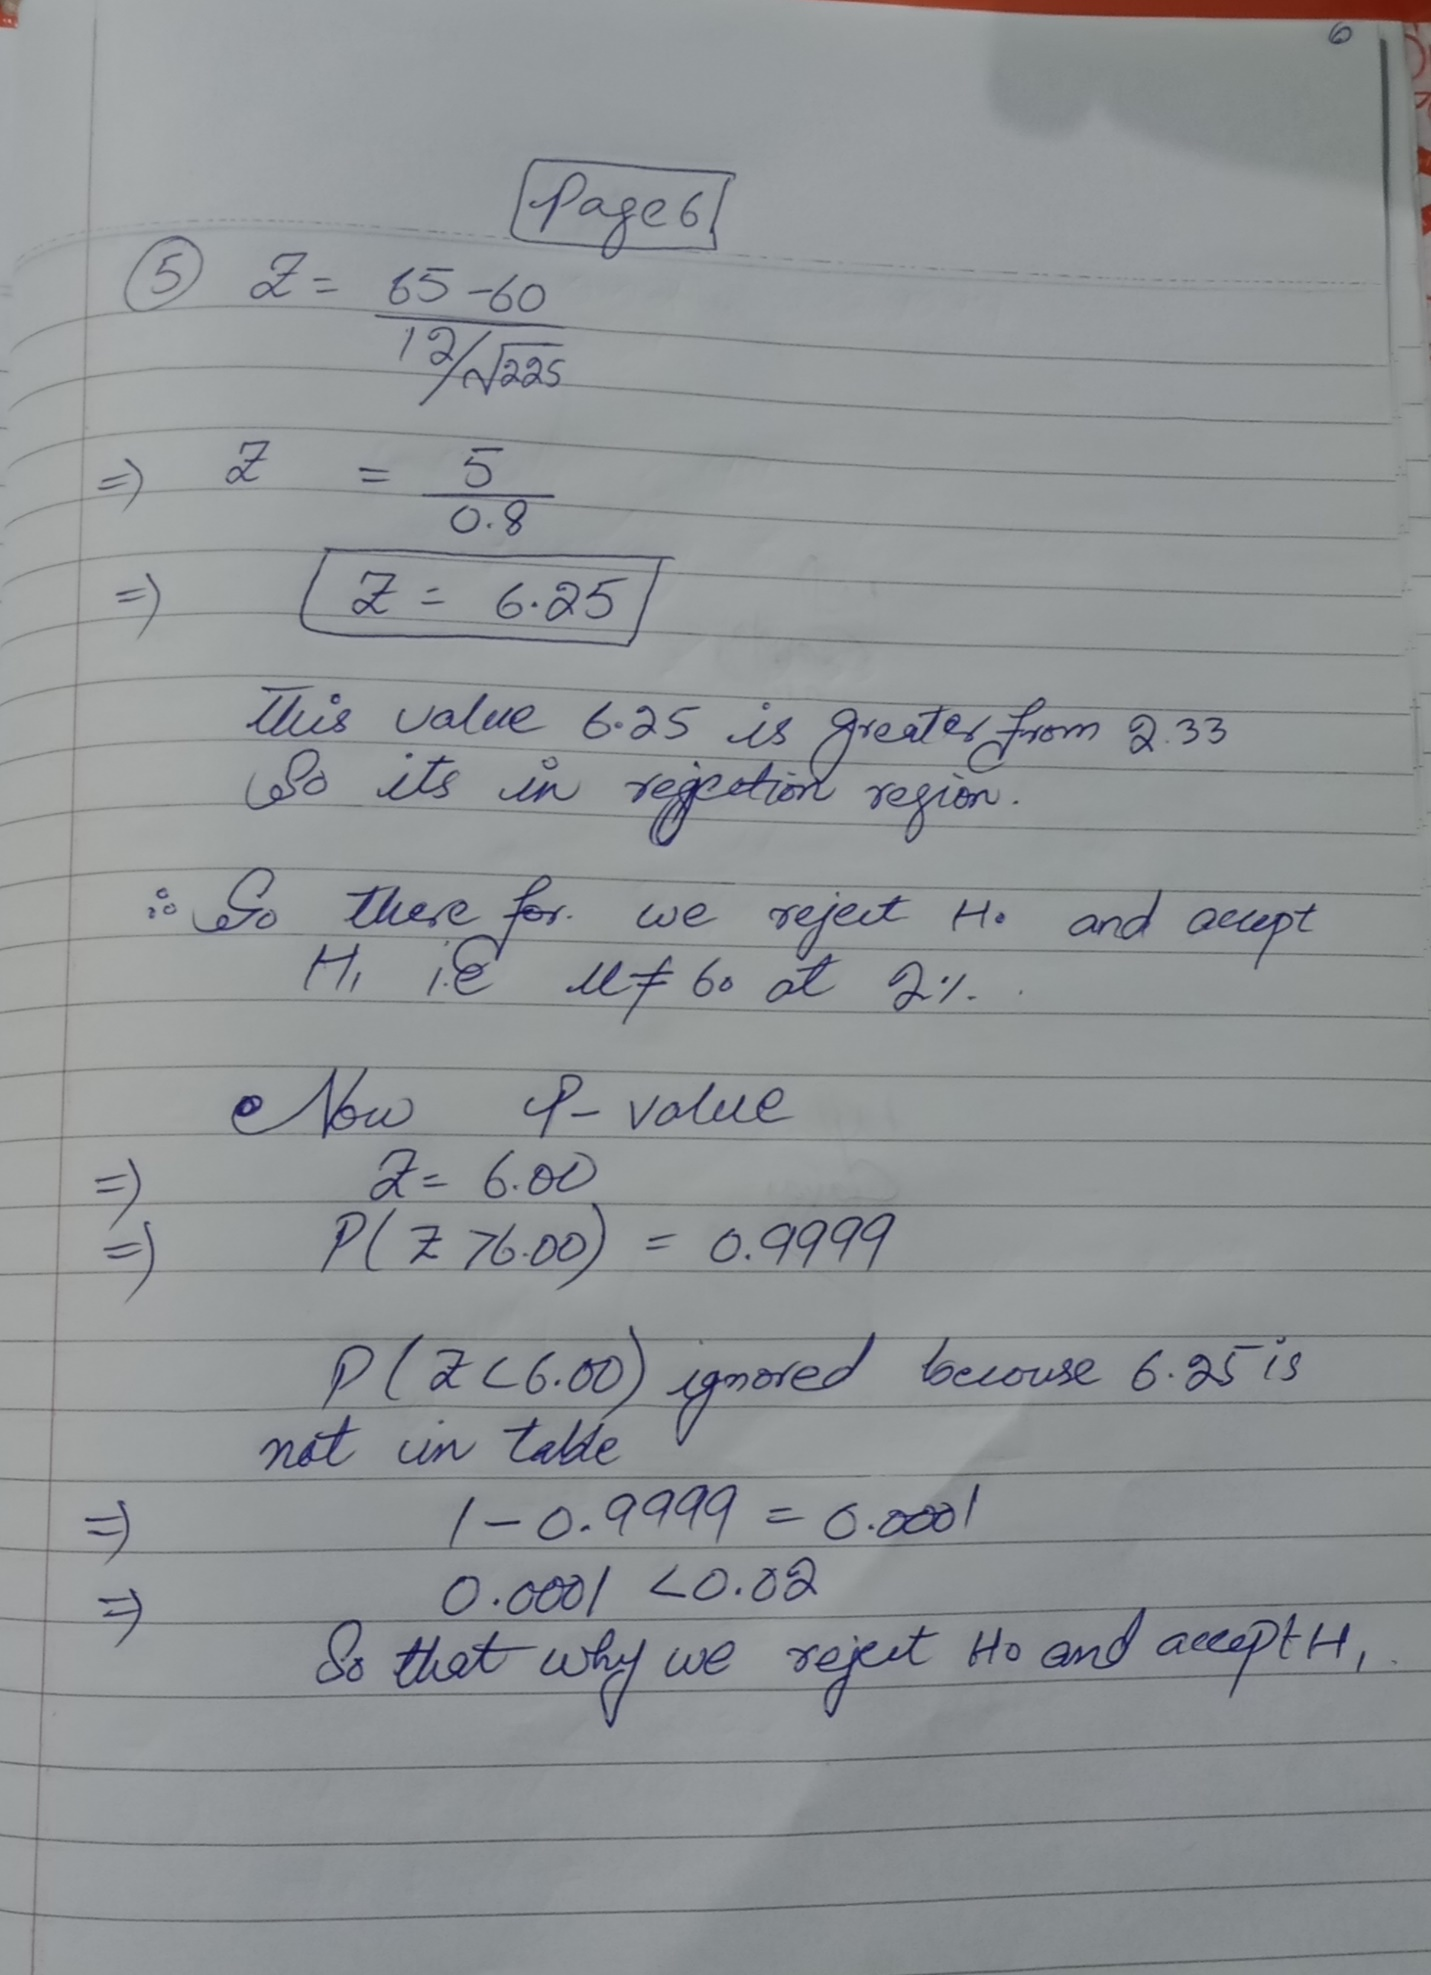 6
Page 6
5 Z = 65-60
12/√225
=) Z = 5
0.8
=) Z = 6.25
This value 6.25 is greater from 2.33
So its in rejection region.
∴ So there for. we reject H₀ and accept
H₁ i.e μ ≠ 60 at 2%.
• Now P-value
=) Z = 6.00
=) P(Z > 6.00) = 0.9999
P(Z < 6.00) ignored because 6.25 is
not in table
=) 1 - 0.9999 = 0.0001
=) 0.0001 < 0.02
So that why we reject H₀ and accept H₁.